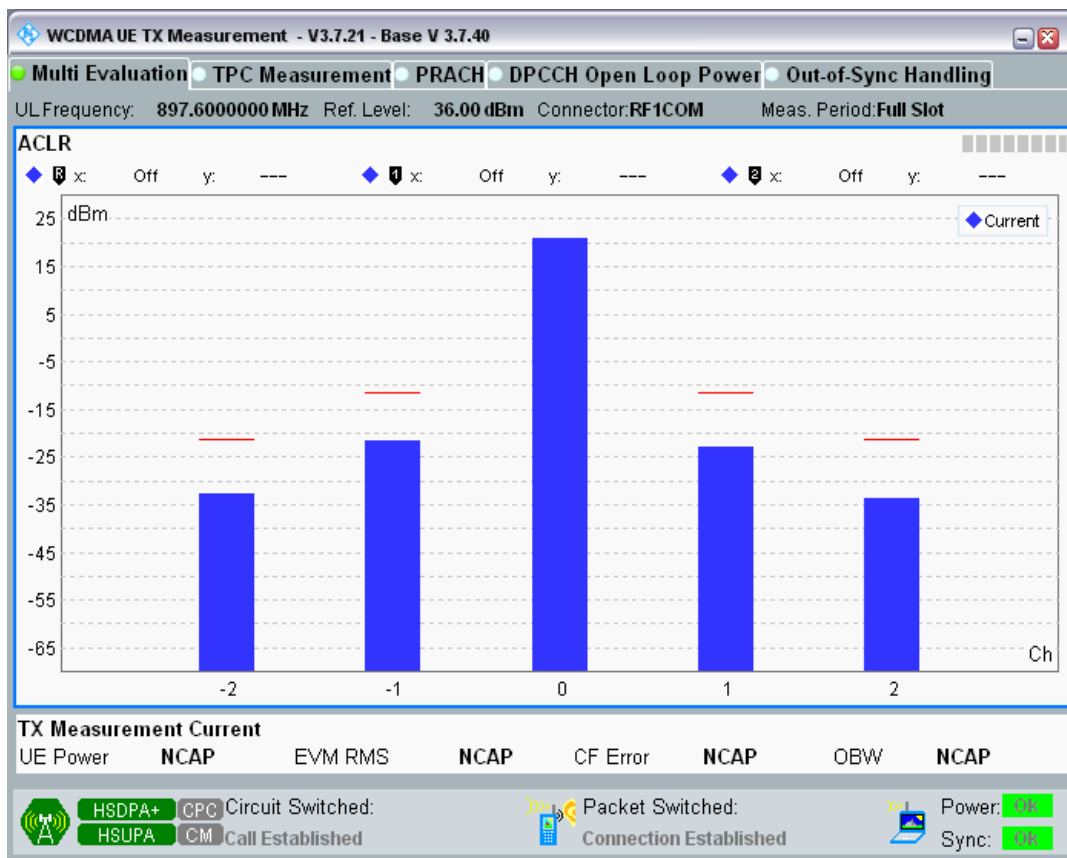 WCDMA UE TX Measurement - V3.7.21 - Base V 3.7.40
Multi Evaluation TPC Measurement PRACH DPCCH Open Loop Power Out-of-Sync Handling
UL Frequency: 897.6000000 MHz Ref. Level: 36.00 dBm Connector:RF1COM Meas. Period:Full Slot
ACLR
R x: Off y: --- 1 x: Off y: --- 2 x: Off y: ---
dBm
Current
25
15
5
-5
-15
-25
-35
-45
-55
-65
Ch
-2 -1 0 1 2
TX Measurement Current
UE Power NCAP EVM RMS NCAP CF Error NCAP OBW NCAP
HSDPA+ CPC Circuit Switched: Packet Switched: Power: Ok
HSUPA CM Call Established Connection Established Sync: Ok